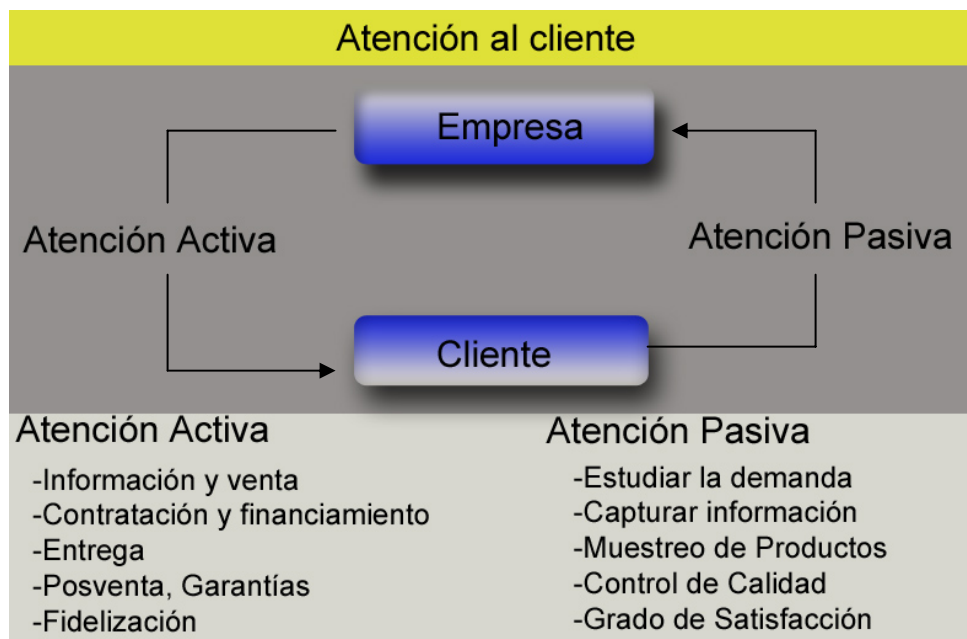 Atención al cliente
Empresa
Atención Activa
Atención Pasiva
Cliente
Atención Activa
-Información y venta
-Contratación y financiamiento
-Entrega
-Posventa, Garantías
-Fidelización
Atención Pasiva
-Estudiar la demanda
-Capturar información
-Muestreo de Productos
-Control de Calidad
-Grado de Satisfacción